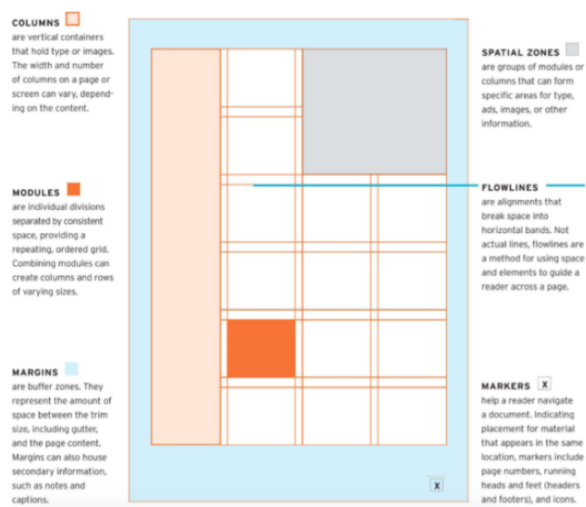 COLUMNS
are vertical containers
that hold type or images.
The width and number
of columns on a page or
screen can vary, depend-
ing on the content.
MODULES
are individual divisions
separated by consistent
space, providing a
repeating, ordered grid.
Combining modules can
create columns and rows
of varying sizes.
MARGINS
are buffer zones. They
represent the amount of
space between the trim
size, including gutter,
and the page content.
Margins can also house
secondary information,
such as notes and
captions.
X
SPATIAL ZONES
are groups of modules or
columns that can form
specific areas for type,
ads, images, or other
information.
FLOWLINES
are alignments that
break space into
horizontal bands. Not
actual lines, flowlines are
a method for using space
and elements to guide a
reader across a page.
MARKERS X
help a reader navigate
a document. Indicating
placement for material
that appears in the same
location, markers include
page numbers, running
heads and feet (headers
and footers), and icons.